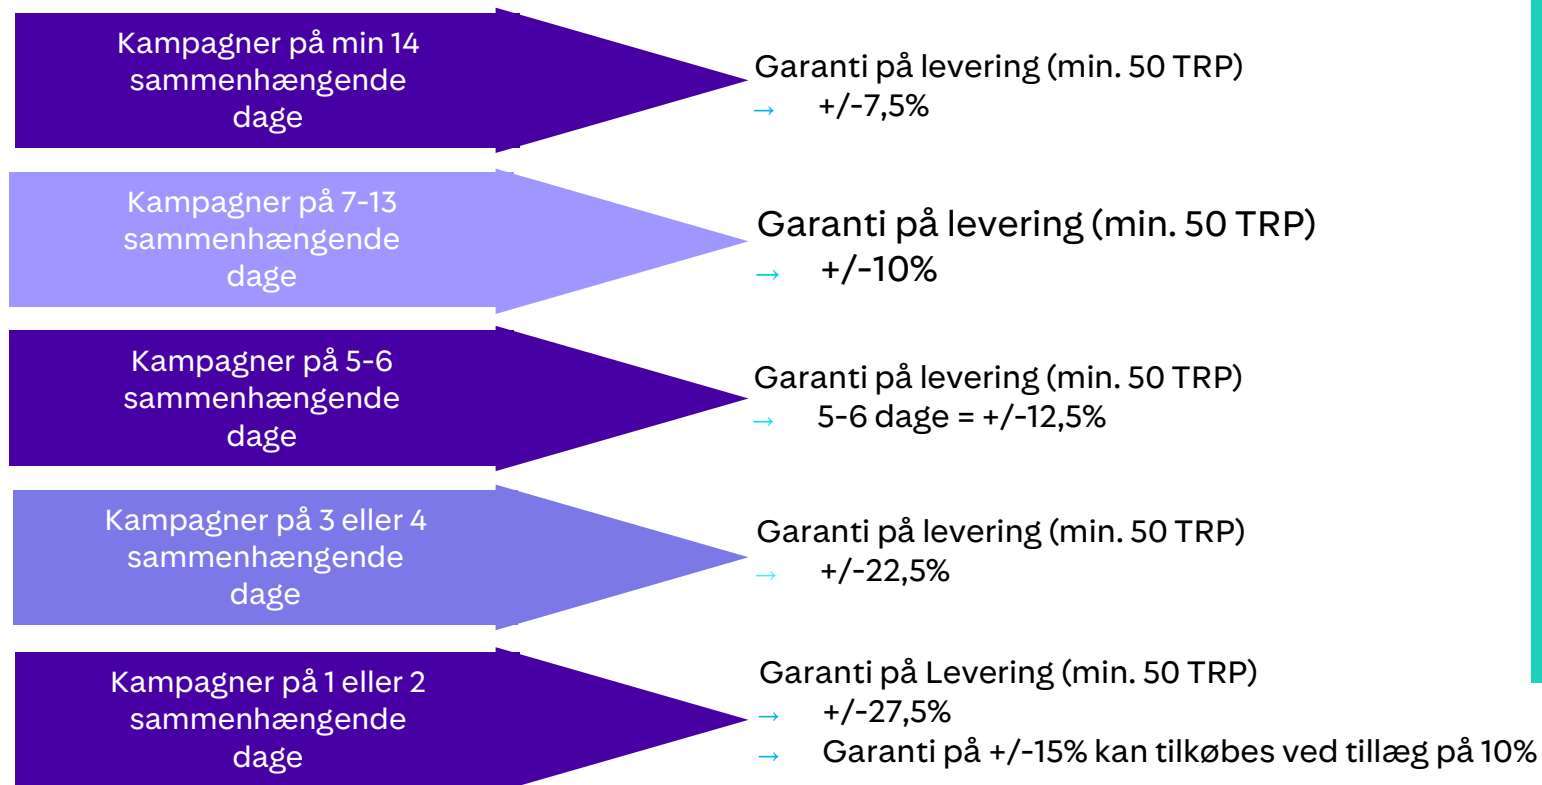 Kampagner på min 14
sammenhængende
dage
Garanti på levering (min. 50 TRP)
→ +/-7,5%
Kampagner på 7-13
sammenhængende
dage
Garanti på levering (min. 50 TRP)
→ +/-10%
Kampagner på 5-6
sammenhængende
dage
Garanti på levering (min. 50 TRP)
→ 5-6 dage = +/-12,5%
Kampagner på 3 eller 4
sammenhængende
dage
Garanti på levering (min. 50 TRP)
→ +/-22,5%
Kampagner på 1 eller 2
sammenhængende
dage
Garanti på Levering (min. 50 TRP)
→ +/-27,5%
→ Garanti på +/-15% kan tilkøbes ved tillæg på 10%